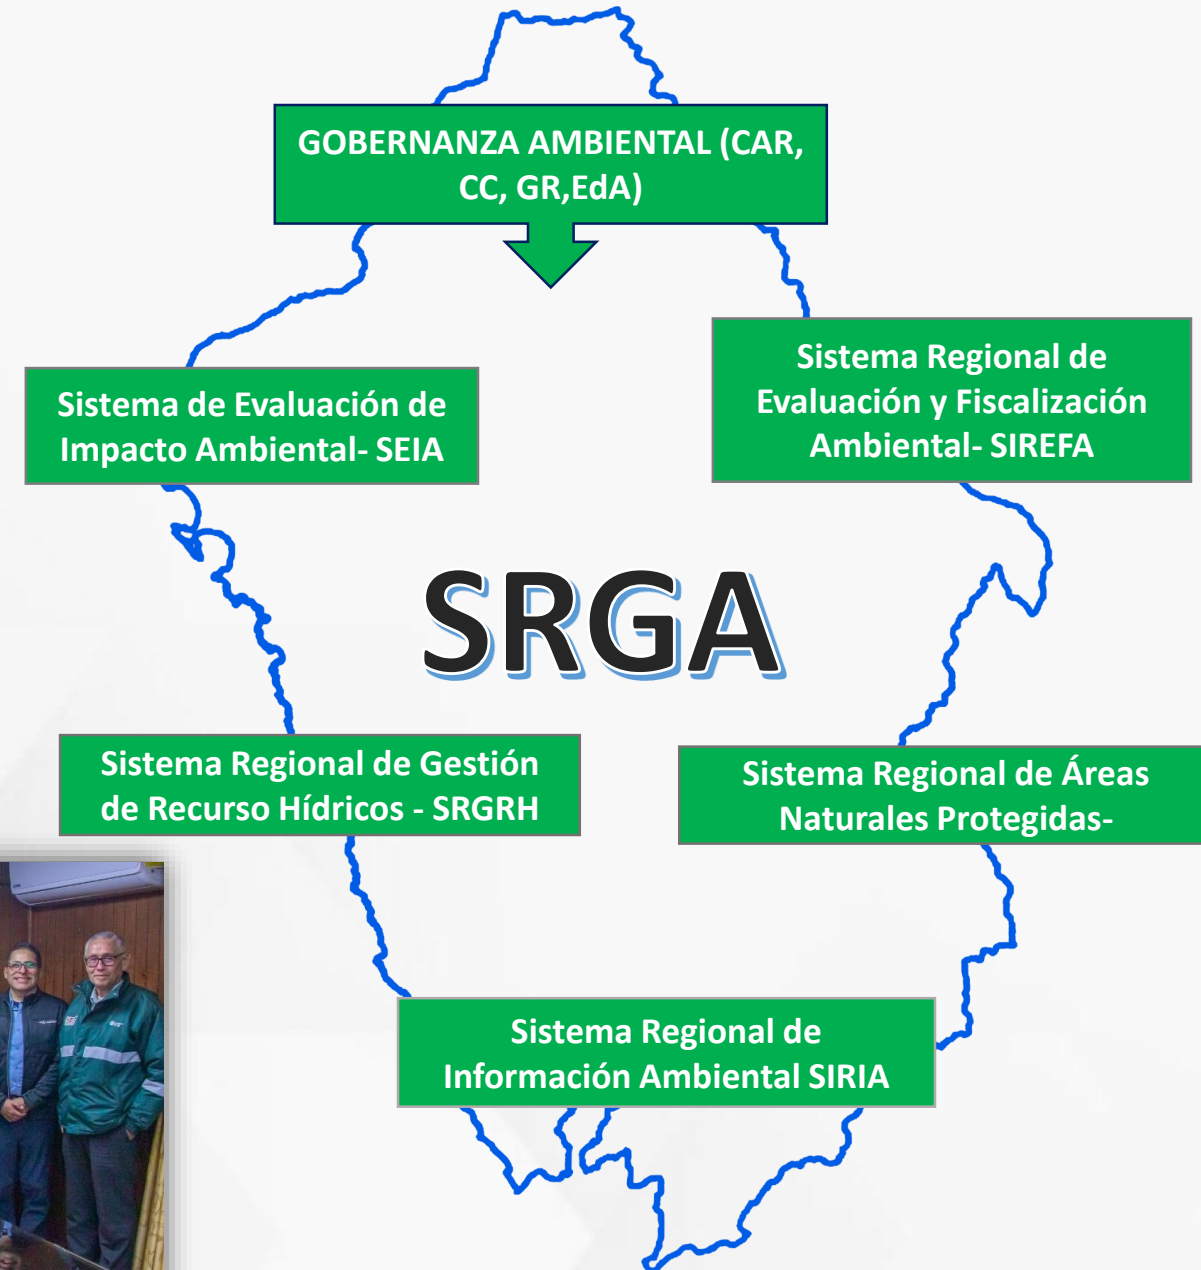 GOBERNANZA AMBIENTAL (CAR,
CC, GR,EdA)
Sistema de Evaluación de
Impacto Ambiental- SEIA
Sistema Regional de
Evaluación y Fiscalización
Ambiental- SIREFA
SRGA
Sistema Regional de Gestión
de Recurso Hídricos - SRGRH
Sistema Regional de Áreas
Naturales Protegidas-
Sistema Regional de
Información Ambiental SIRIA